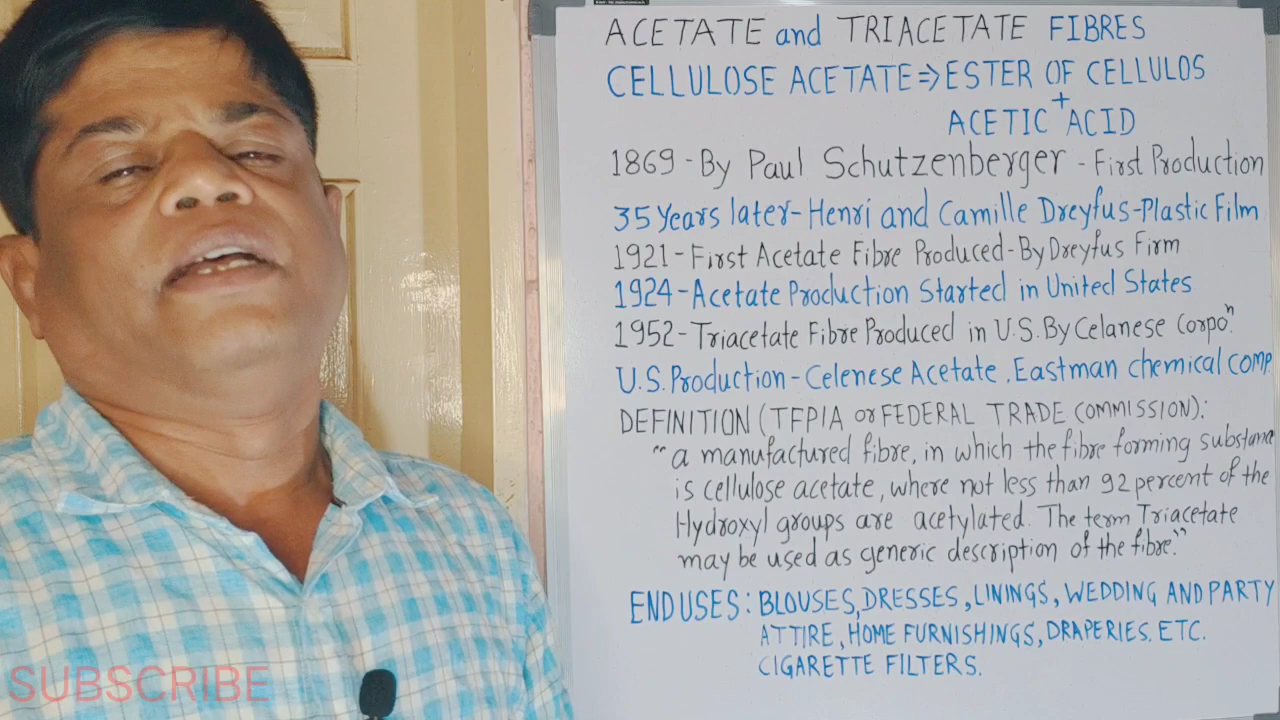 ACETATE and TRIACETATE FIBRES
CELLULOSE ACETATE ⇒ ESTER OF CELLULOS
+
ACETIC ACID
1869 - By Paul Schutzenberger - First Production
35 Years later - Henri and Camille Dreyfus - Plastic Film
1921 - First Acetate Fibre Produced - By Dreyfus Firm
1924 - Acetate Production Started in United States
1952 - Triacetate Fibre Produced in U.S. By Celanese Corpoⁿ.
U.S. Production - Celenese Acetate, Eastman chemical comp.
DEFINITION (TFPIA or FEDERAL TRADE COMMISSION):
"a manufactured fibre, in which the fibre forming substance
is cellulose acetate, where not less than 92 percent of the
Hydroxyl groups are acetylated. The term Triacetate
may be used as generic description of the fibre."
END USES: BLOUSES, DRESSES, LININGS, WEDDING AND PARTY
ATTIRE, HOME FURNISHINGS, DRAPERIES. ETC.
CIGARETTE FILTERS.
SUBSCRIBE